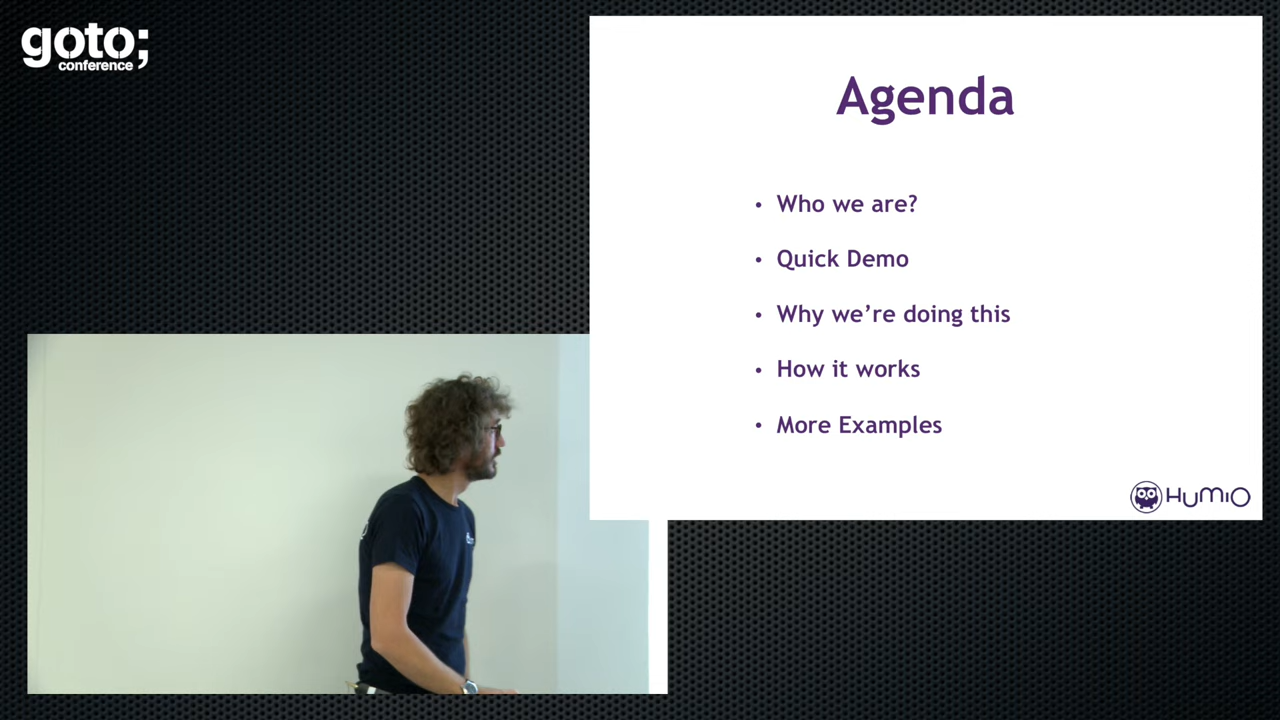 goto;
conference
Agenda
• Who we are?
• Quick Demo
• Why we're doing this
• How it works
• More Examples
HUMIO